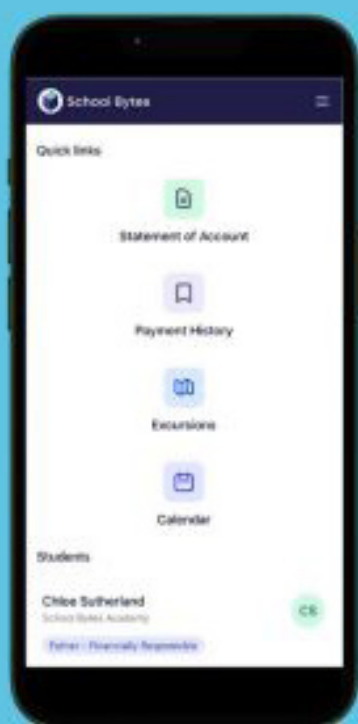 School Bytes
Quick links
Statement of Account
Payment History
Excursions
Calendar
Students
Chloe Sutherland
CS
School Bytes Academy
Father - Financially Responsible